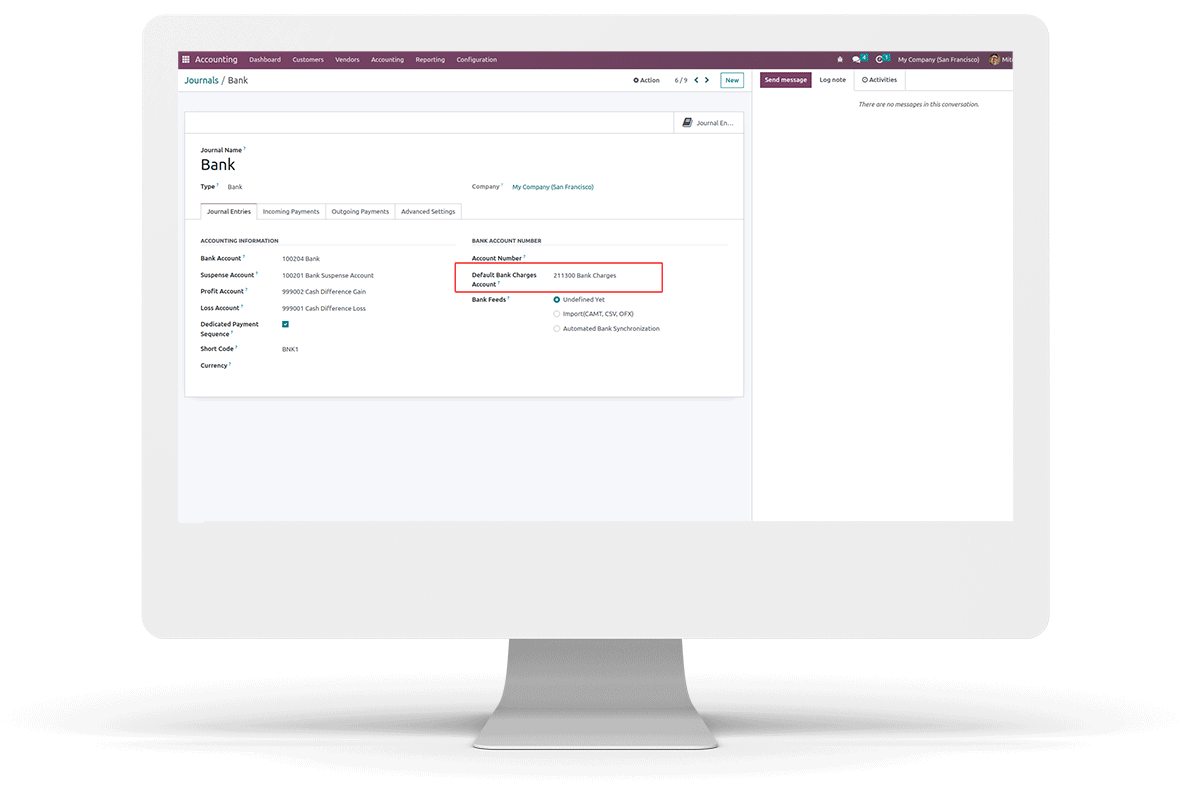 Accounting Dashboard Customers Vendors Accounting Reporting Configuration 4 1 My Company (San Francisco) Mit
Journals / Bank Action 6 / 9 New Send message Log note Activities
There are no messages in this conversation.
Journal En...
Journal Name ?
Bank
Type ? Bank Company ? My Company (San Francisco)
Journal Entries Incoming Payments Outgoing Payments Advanced Settings
ACCOUNTING INFORMATION BANK ACCOUNT NUMBER
Bank Account ? 100204 Bank Account Number ?
Suspense Account ? 100201 Bank Suspense Account Default Bank Charges 211300 Bank Charges
Account ?
Profit Account ? 999002 Cash Difference Gain
Bank Feeds ? Undefined Yet
Loss Account ? 999001 Cash Difference Loss
Import(CAMT, CSV, OFX)
Dedicated Payment
Sequence ?
Automated Bank Synchronization
Short Code ? BNK1
Currency ?